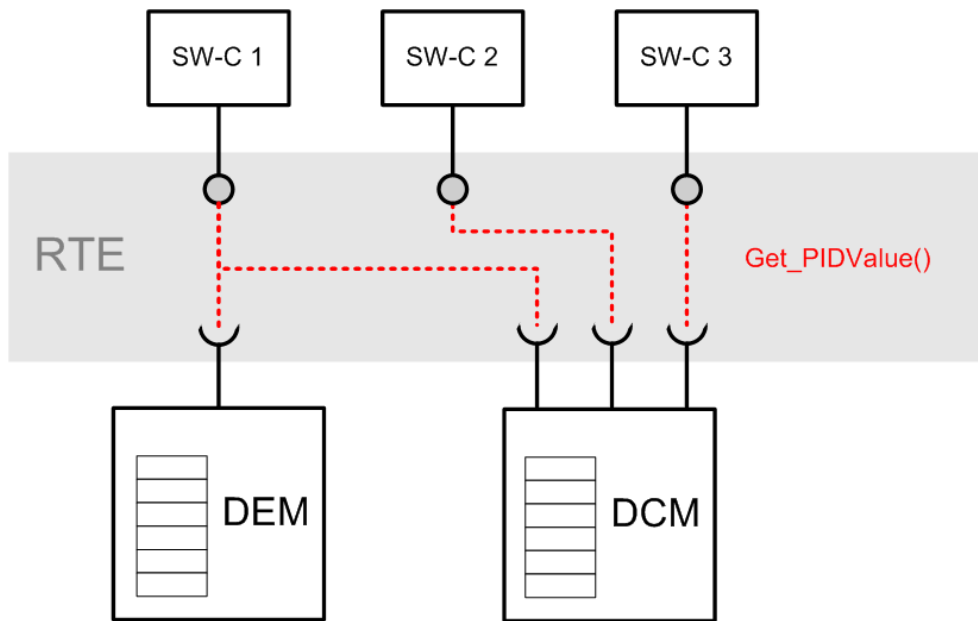 SW-C 1
SW-C 2
SW-C 3
RTE
Get_PIDValue()
DEM
DCM